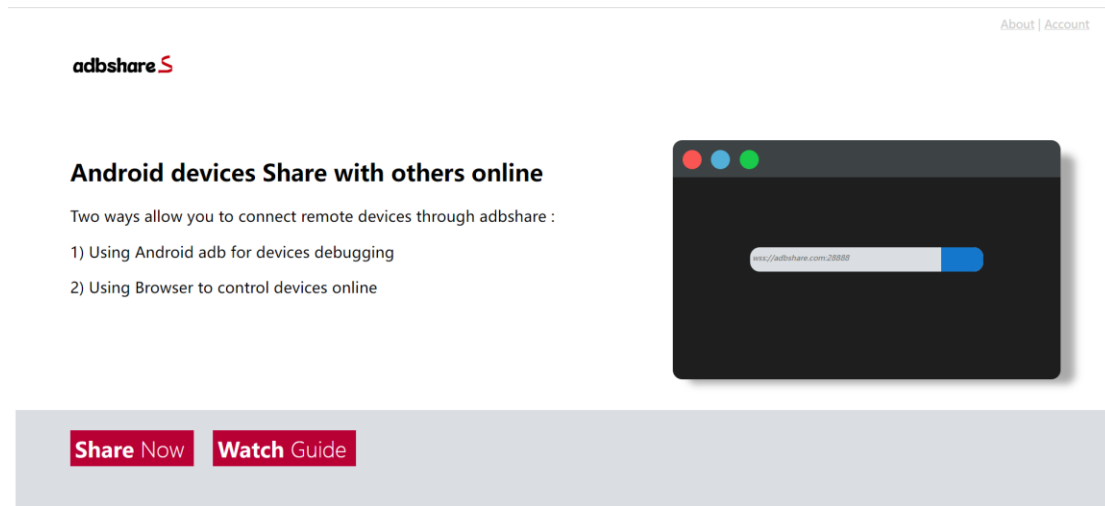 About | Account
adbshare S
Android devices Share with others online
Two ways allow you to connect remote devices through adbshare :
1) Using Android adb for devices debugging
2) Using Browser to control devices online
wss://adbshare.com:28888
Share Now
Watch Guide